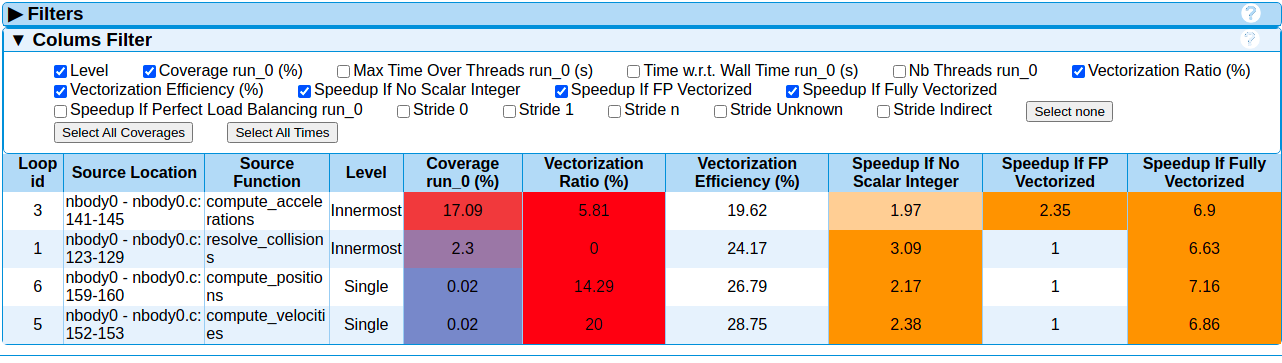 ▶ Filters ?
▼ Colums Filter ?
Level Coverage run_0 (%) Max Time Over Threads run_0 (s) Time w.r.t. Wall Time run_0 (s) Nb Threads run_0 Vectorization Ratio (%)
Vectorization Efficiency (%) Speedup If No Scalar Integer Speedup If FP Vectorized Speedup If Fully Vectorized
Speedup If Perfect Load Balancing run_0 Stride 0 Stride 1 Stride n Stride Unknown Stride Indirect Select none
Select All Coverages Select All Times
Loop id Source Location Source Function Level Coverage run_0 (%) Vectorization Ratio (%) Vectorization Efficiency (%) Speedup If No Scalar Integer Speedup If FP Vectorized Speedup If Fully Vectorized
3 nbody0 - nbody0.c: 141-145 compute_accelerations Innermost 17.09 5.81 19.62 1.97 2.35 6.9
1 nbody0 - nbody0.c: 123-129 resolve_collisions Innermost 2.3 0 24.17 3.09 1 6.63
6 nbody0 - nbody0.c: 159-160 compute_positions Single 0.02 14.29 26.79 2.17 1 7.16
5 nbody0 - nbody0.c: 152-153 compute_velocities Single 0.02 20 28.75 2.38 1 6.86